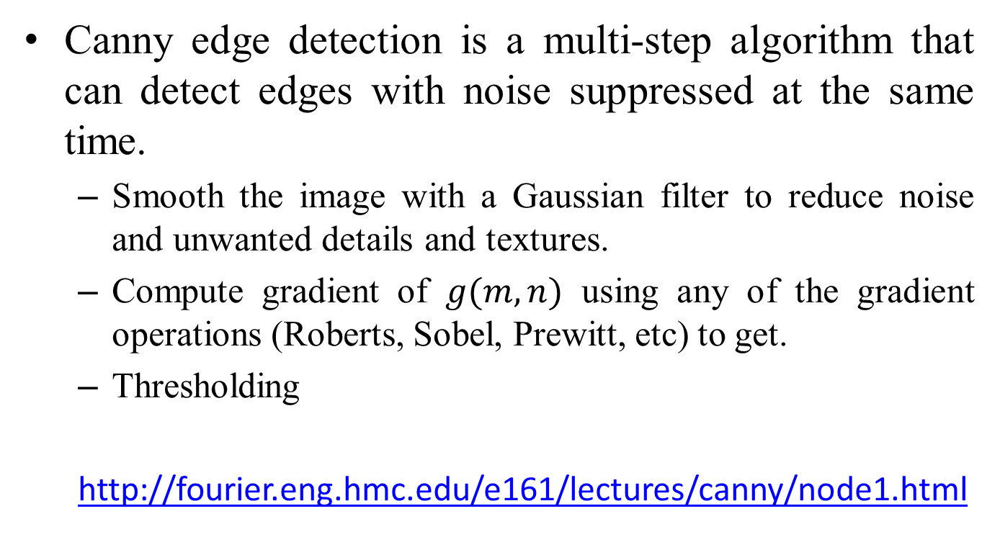 • Canny edge detection is a multi-step algorithm that
can detect edges with noise suppressed at the same
time.
– Smooth the image with a Gaussian filter to reduce noise
and unwanted details and textures.
– Compute gradient of g(m,n) using any of the gradient
operations (Roberts, Sobel, Prewitt, etc) to get.
– Thresholding
http://fourier.eng.hmc.edu/e161/lectures/canny/node1.html